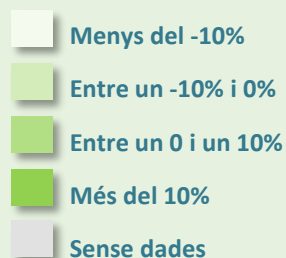 Menys del -10%
Entre un -10% i 0%
Entre un 0 i un 10%
Més del 10%
Sense dades